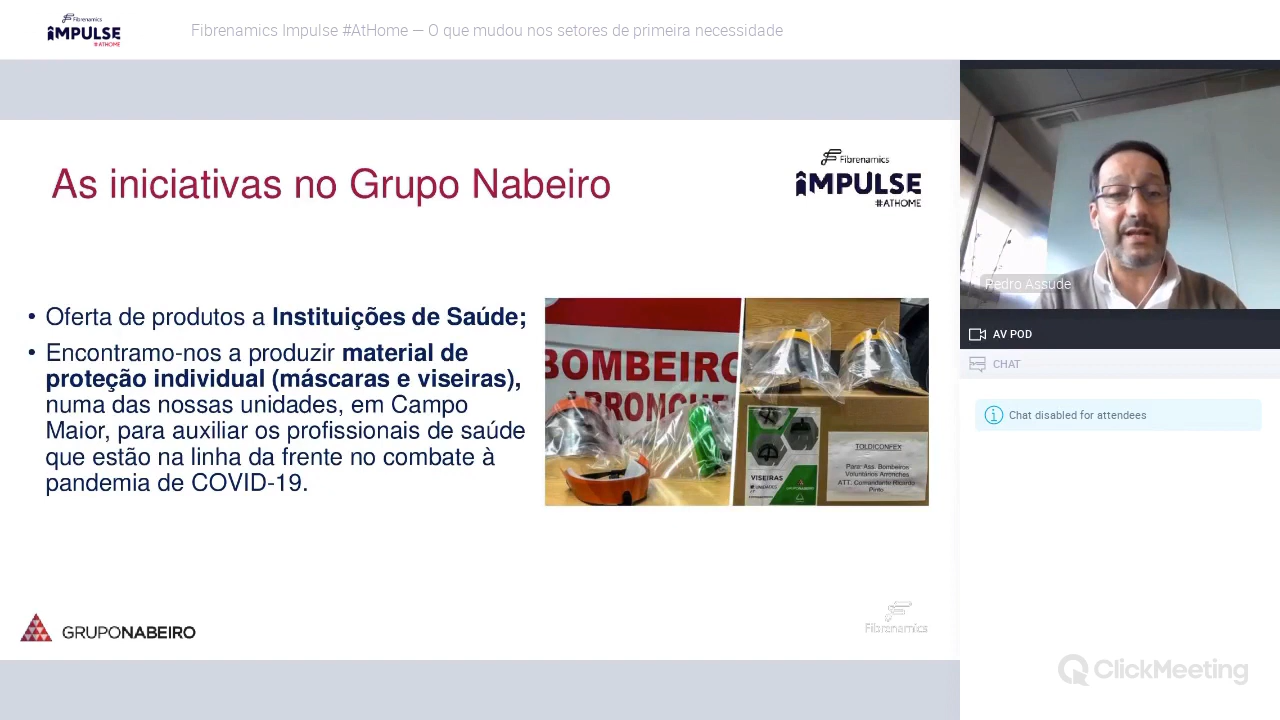 Fibrenamics
IMPULSE
#ATHOME
Fibrenamics Impulse #AtHome — O que mudou nos setores de primeira necessidade
As iniciativas no Grupo Nabeiro
Fibrenamics
IMPULSE
#ATHOME
• Oferta de produtos a Instituições de Saúde;
• Encontramo-nos a produzir material de
proteção individual (máscaras e viseiras),
numa das nossas unidades, em Campo
Maior, para auxiliar os profissionais de saúde
que estão na linha da frente no combate à
pandemia de COVID-19.
BOMBEIRO
ARRONCHE
VISEIRAS
TOLDICONFEX
Para: Ass. Bombeiros
Voluntários Arronches
ATT. Comandante Ricardo
Pinto
GRUPONABEIRO
Fibrenamics
Pedro Assude
AV POD
CHAT
Chat disabled for attendees
ClickMeeting